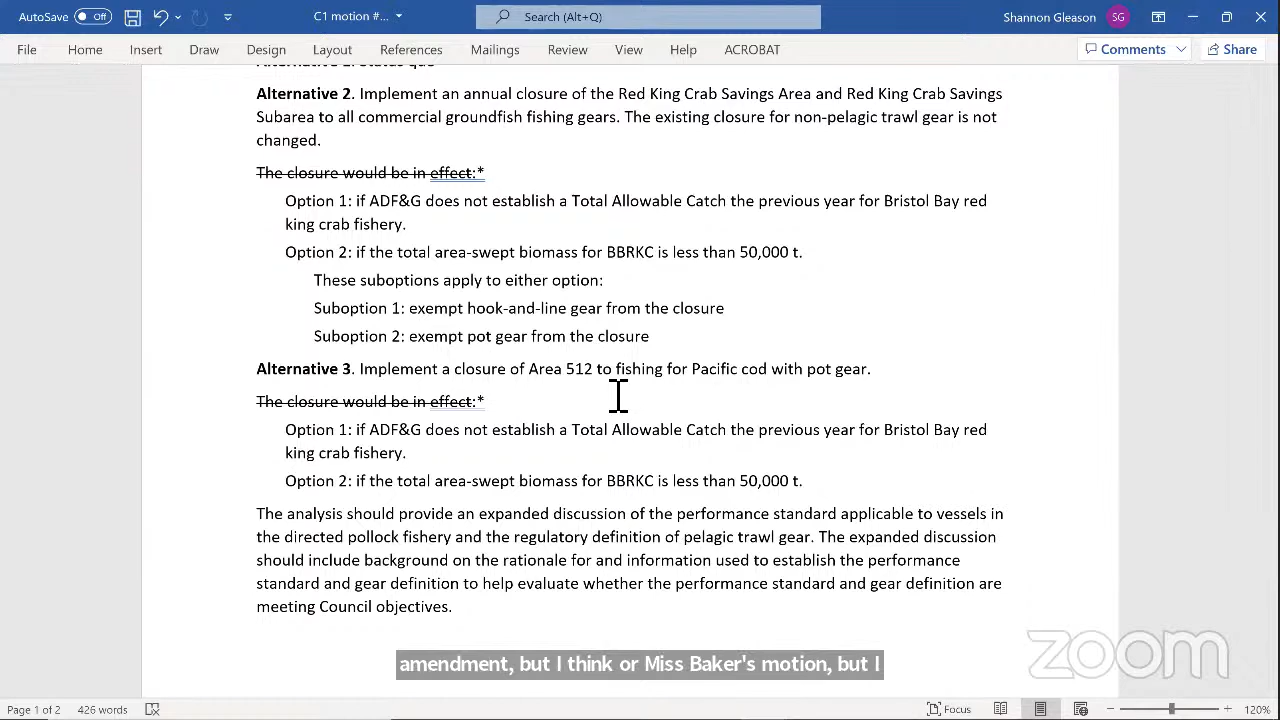 AutoSave Off C1 motion #... Search (Alt+Q) Shannon Gleason SG
File Home Insert Draw Design Layout References Mailings Review View Help ACROBAT Comments Share
Alternative 2. Implement an annual closure of the Red King Crab Savings Area and Red King Crab Savings
Subarea to all commercial groundfish fishing gears. The existing closure for non-pelagic trawl gear is not
changed.
The closure would be in effect:*
Option 1: if ADF&G does not establish a Total Allowable Catch the previous year for Bristol Bay red
king crab fishery.
Option 2: if the total area-swept biomass for BBRKC is less than 50,000 t.
These suboptions apply to either option:
Suboption 1: exempt hook-and-line gear from the closure
Suboption 2: exempt pot gear from the closure
Alternative 3. Implement a closure of Area 512 to fishing for Pacific cod with pot gear.
The closure would be in effect:*
Option 1: if ADF&G does not establish a Total Allowable Catch the previous year for Bristol Bay red
king crab fishery.
Option 2: if the total area-swept biomass for BBRKC is less than 50,000 t.
The analysis should provide an expanded discussion of the performance standard applicable to vessels in
the directed pollock fishery and the regulatory definition of pelagic trawl gear. The expanded discussion
should include background on the rationale for and information used to establish the performance
standard and gear definition to help evaluate whether the performance standard and gear definition are
meeting Council objectives.
amendment, but I think or Miss Baker's motion, but I
zoom
Page 1 of 2 426 words Focus 120%